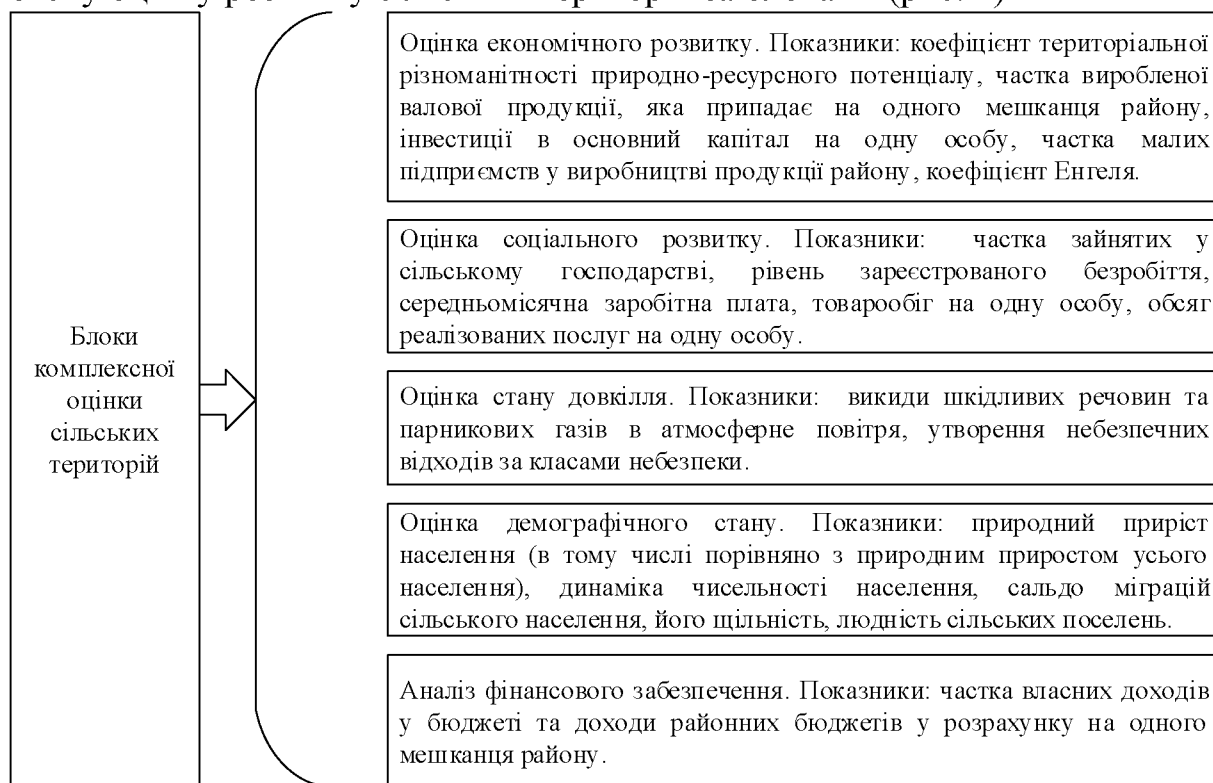 Оцінка економічного розвитку. Показники: коефіцієнт територіальної
різноманітності природно-ресурсного потенціалу, частка виробленої
валової продукції, яка припадає на одного мешканця району,
інвестиції в основний капітал на одну особу, частка малих
підприємств у виробництві продукції району, коефіцієнт Енгеля.
Оцінка соціального розвитку. Показники: частка зайнятих у
сільському господарстві, рівень зареєстрованого безробіття,
середньомісячна заробітна плата, товарообіг на одну особу, обсяг
реалізованих послуг на одну особу.
Блоки
комплексної
оцінки
сільських
територій
Оцінка стану довкілля. Показники: викиди шкідливих речовин та
парникових газів в атмосферне повітря, утворення небезпечних
відходів за класами небезпеки.
Оцінка демографічного стану. Показники: природний приріст
населення (в тому числі порівняно з природним приростом усього
населення), динаміка чисельності населення, сальдо міграцій
сільського населення, його щільність, людність сільських поселень.
Аналіз фінансового забезпечення. Показники: частка власних доходів
у бюджеті та доходи районних бюджетів у розрахунку на одного
мешканця району.